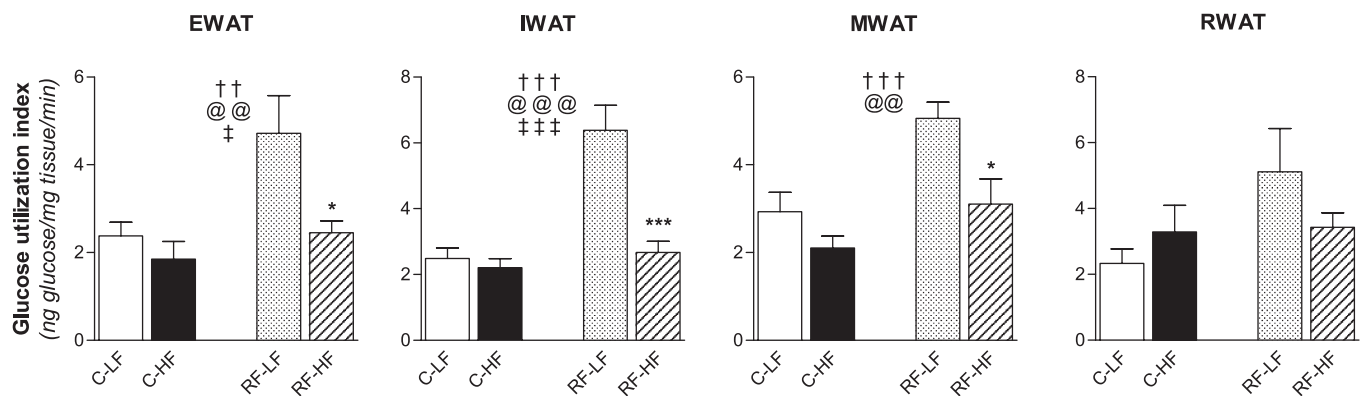 EWAT
IWAT
MWAT
RWAT
Glucose utilization index
(ng glucose/mg tissue/min)
6
4
2
0
† †
@ @
‡
*
C-LF
C-HF
RF-LF
RF-HF
8
6
4
2
0
† † †
@ @ @
‡ ‡ ‡
***
C-LF
C-HF
RF-LF
RF-HF
6
4
2
0
† † †
@@
*
C-LF
C-HF
RF-LF
RF-HF
8
6
4
2
0
C-LF
C-HF
RF-LF
RF-HF